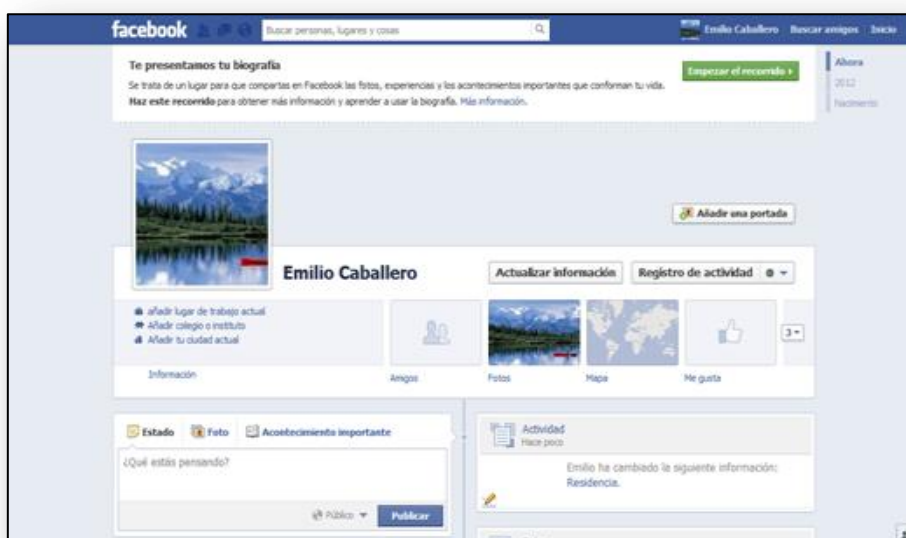 facebook
Buscar personas, lugares y cosas
Emilio Caballero Buscar amigos Inicio
Te presentamos tu biografía
Se trata de un lugar para que compartas en Facebook las fotos, experiencias y los acontecimientos importantes que conforman tu vida.
Haz este recorrido para obtener más información y aprender a usar la biografía. Más información.
Empezar el recorrido
Ahora
2012
Nacimiento
Añadir una portada
Emilio Caballero
Actualizar información
Registro de actividad
añadir lugar de trabajo actual
Añadir colegio o instituto
Añadir tu ciudad actual
3
Información
Amigos
Fotos
Mapa
Me gusta
Estado Foto Acontecimiento importante
¿Qué estás pensando?
Público
Publicar
Actividad
Hace poco
Emilio ha cambiado la siguiente información:
Residencia.